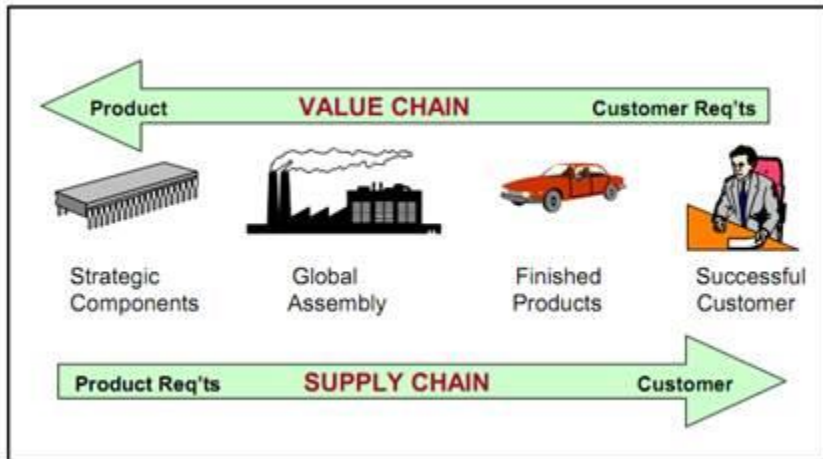 Product VALUE CHAIN Customer Req'ts
Strategic Components
Global Assembly
Finished Products
Successful Customer
Product Req'ts SUPPLY CHAIN Customer